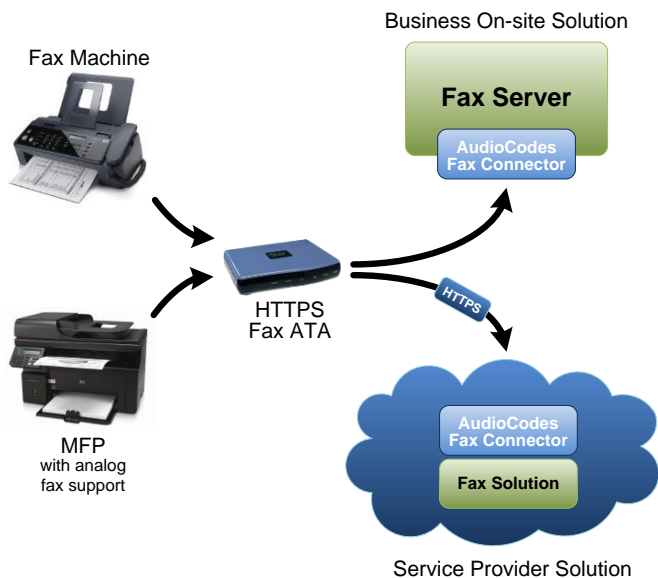 Business On-site Solution
Fax Machine
Fax Server
AudioCodes
Fax Connector
HTTPS
Fax ATA
HTTPS
MFP
with analog
fax support
AudioCodes
Fax Connector
Fax Solution
Service Provider Solution